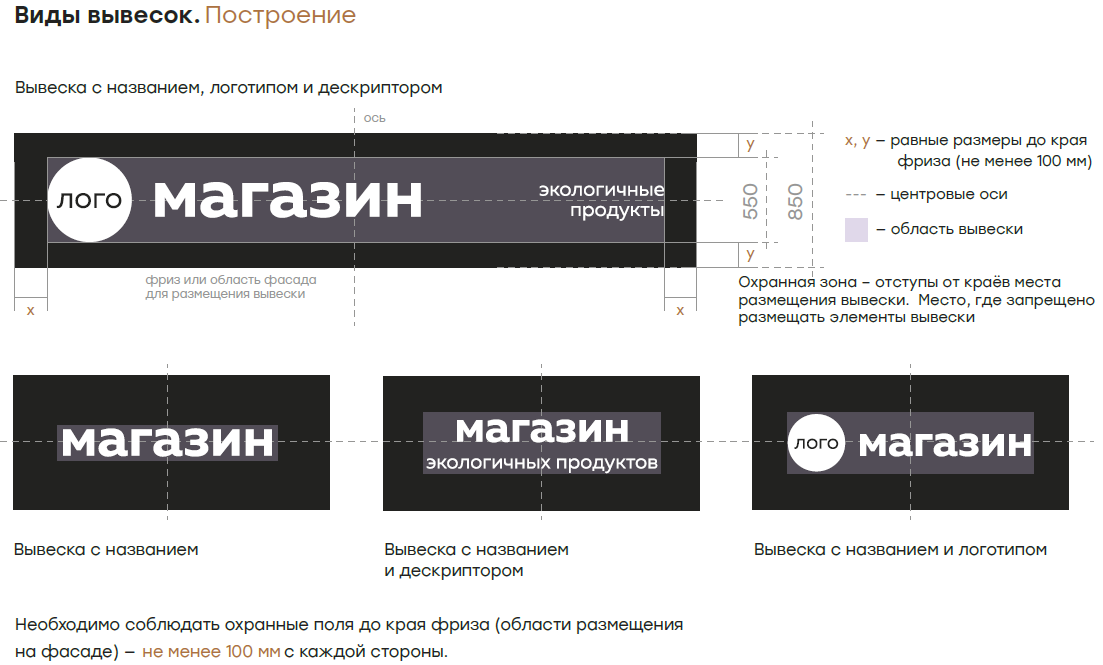 Виды вывесок. Построение
Вывеска с названием, логотипом и дескриптором
ось
лого
магазин
экологичные
продукты
y
550
850
y
x
x
фриз или область фасада
для размещения вывески
x, y – равные размеры до края
фриза (не менее 100 мм)
– центровые оси
– область вывески
Охранная зона – отступы от краёв места
размещения вывески. Место, где запрещено
размещать элементы вывески
магазин
Вывеска с названием
магазин
экологичных продуктов
Вывеска с названием
и дескриптором
лого
магазин
Вывеска с названием и логотипом
Необходимо соблюдать охранные поля до края фриза (области размещения
на фасаде) – не менее 100 мм с каждой стороны.